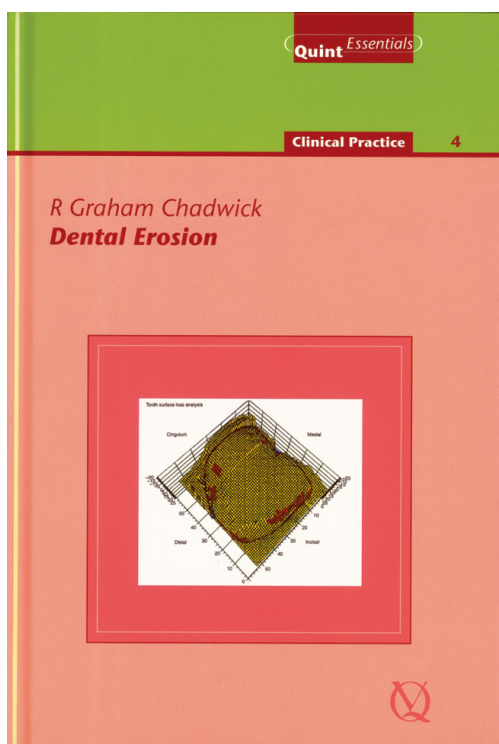 Quint Essentials
Clinical Practice 4
R Graham Chadwick
Dental Erosion
Tooth surface loss analysis
Cingulum
Mesial
Distal
Incisal